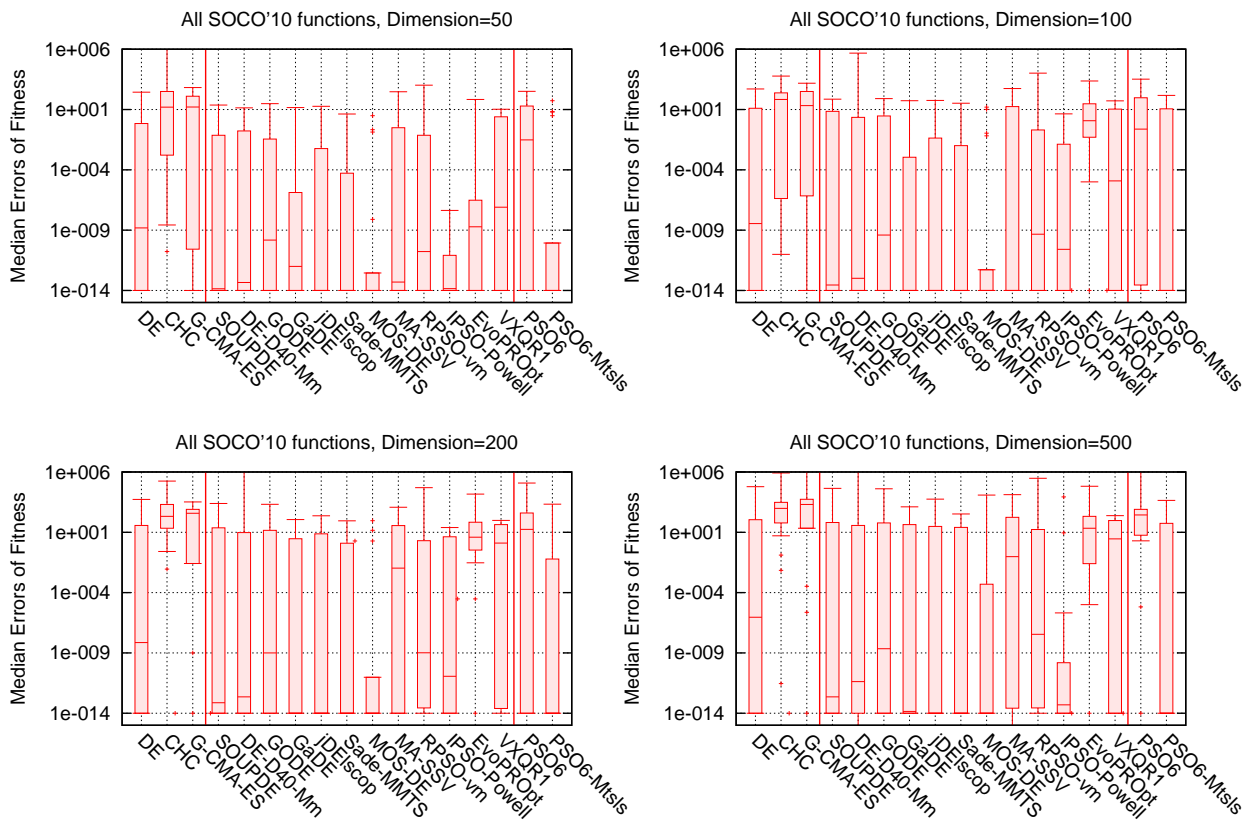 All SOCO'10 functions, Dimension=50
Median Errors of Fitness
1e+006
1e+001
1e-004
1e-009
1e-014
DE
CHC
G-CMA-ES
SOUPDE
DE-D40-Mm
GODE
GaDE
jDElscop
Sade-MMTS
MOS-DE
MA-SSV
RPSO-vm
IPSO-Powell
EvoPROpt
VXQR1
PSO6
PSO6-Mtsls
All SOCO'10 functions, Dimension=100
Median Errors of Fitness
1e+006
1e+001
1e-004
1e-009
1e-014
DE
CHC
G-CMA-ES
SOUPDE
DE-D40-Mm
GODE
GaDE
jDElscop
Sade-MMTS
MOS-DE
MA-SSV
RPSO-vm
IPSO-Powell
EvoPROpt
VXQR1
PSO6
PSO6-Mtsls
All SOCO'10 functions, Dimension=200
Median Errors of Fitness
1e+006
1e+001
1e-004
1e-009
1e-014
DE
CHC
G-CMA-ES
SOUPDE
DE-D40-Mm
GODE
GaDE
jDElscop
Sade-MMTS
MOS-DE
MA-SSV
RPSO-vm
IPSO-Powell
EvoPROpt
VXQR1
PSO6
PSO6-Mtsls
All SOCO'10 functions, Dimension=500
Median Errors of Fitness
1e+006
1e+001
1e-004
1e-009
1e-014
DE
CHC
G-CMA-ES
SOUPDE
DE-D40-Mm
GODE
GaDE
jDElscop
Sade-MMTS
MOS-DE
MA-SSV
RPSO-vm
IPSO-Powell
EvoPROpt
VXQR1
PSO6
PSO6-Mtsls